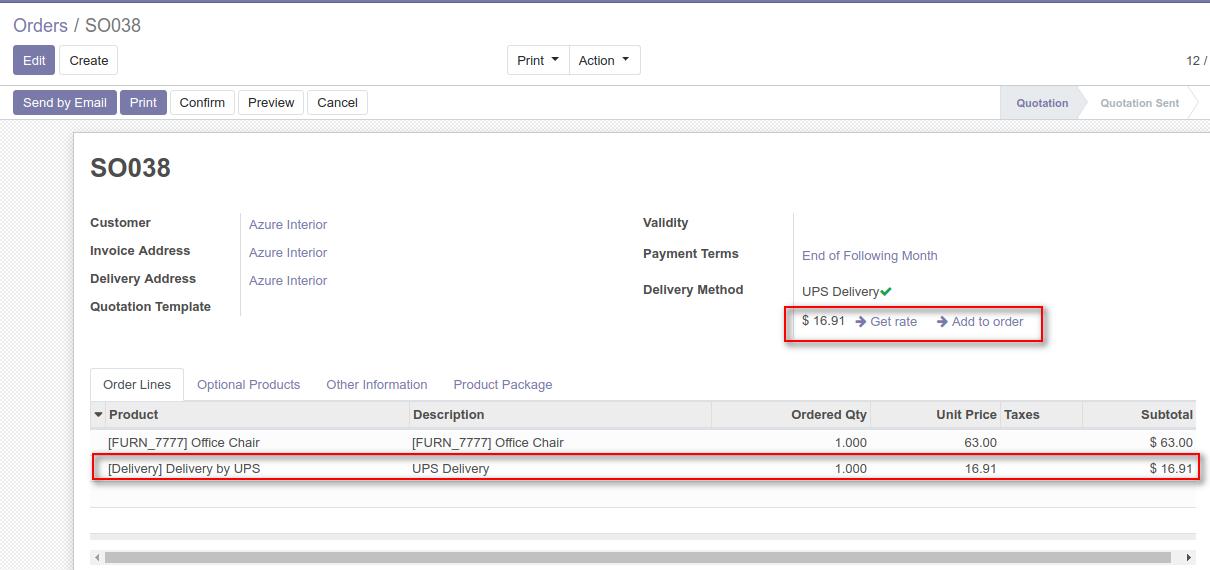 Orders / SO038
Edit Create Print Action 12 /
Send by Email Print Confirm Preview Cancel Quotation Quotation Sent
SO038
Customer Azure Interior
Invoice Address Azure Interior
Delivery Address Azure Interior
Quotation Template
Validity
Payment Terms End of Following Month
Delivery Method UPS Delivery
$ 16.91 Get rate Add to order
Order Lines Optional Products Other Information Product Package
Product Description Ordered Qty Unit Price Taxes Subtotal
[FURN_7777] Office Chair [FURN_7777] Office Chair 1.000 63.00 $ 63.00
[Delivery] Delivery by UPS UPS Delivery 1.000 16.91 $ 16.91